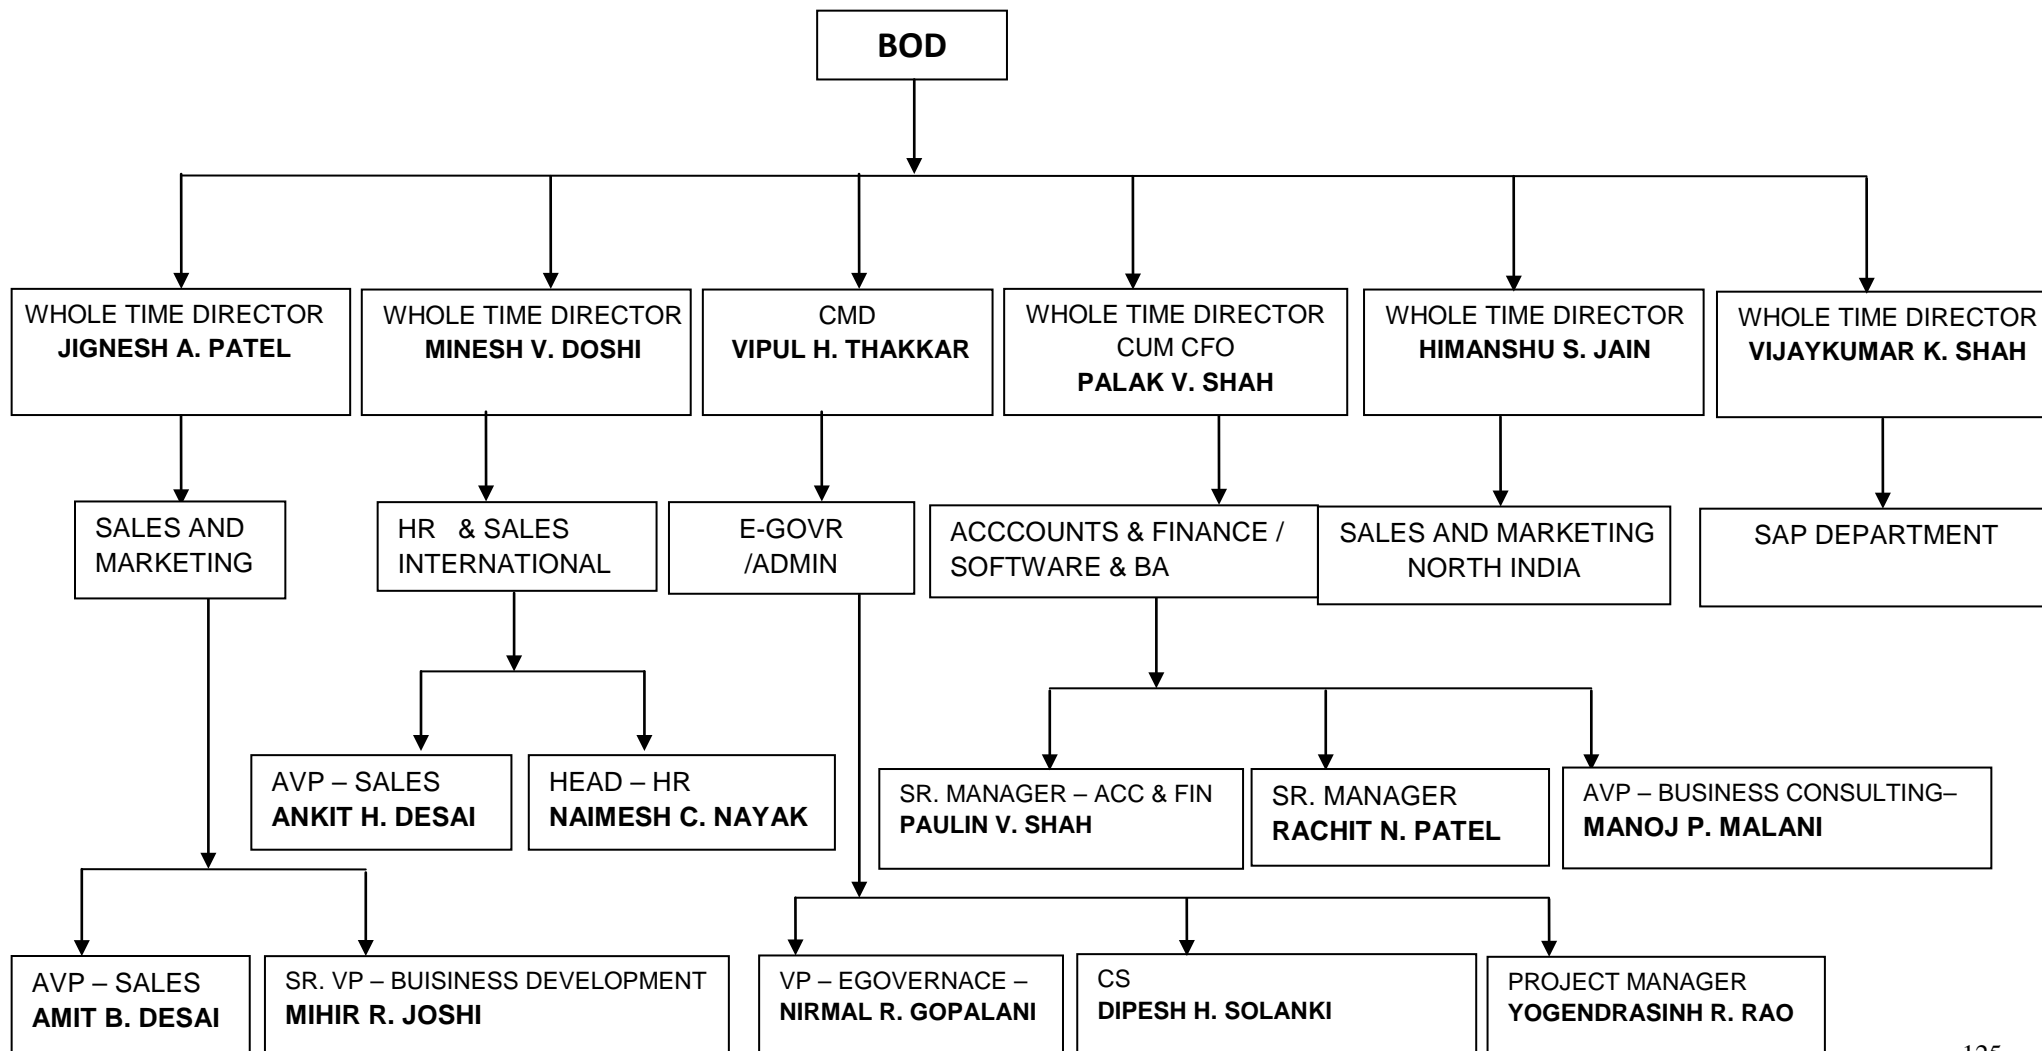 BOD
WHOLE TIME DIRECTOR
JIGNESH A. PATEL
WHOLE TIME DIRECTOR
MINESH V. DOSHI
CMD
VIPUL H. THAKKAR
WHOLE TIME DIRECTOR
CUM CFO
PALAK V. SHAH
WHOLE TIME DIRECTOR
HIMANSHU S. JAIN
WHOLE TIME DIRECTOR
VIJAYKUMAR K. SHAH
SALES AND
MARKETING
HR & SALES
INTERNATIONAL
E-GOVR
/ADMIN
ACCCOUNTS & FINANCE /
SOFTWARE & BA
SALES AND MARKETING
NORTH INDIA
SAP DEPARTMENT
AVP – SALES
ANKIT H. DESAI
HEAD – HR
NAIMESH C. NAYAK
SR. MANAGER – ACC & FIN
PAULIN V. SHAH
SR. MANAGER
RACHIT N. PATEL
AVP – BUSINESS CONSULTING–
MANOJ P. MALANI
AVP – SALES
AMIT B. DESAI
SR. VP – BUISINESS DEVELOPMENT
MIHIR R. JOSHI
VP – EGOVERNACE –
NIRMAL R. GOPALANI
CS
DIPESH H. SOLANKI
PROJECT MANAGER
YOGENDRASINH R. RAO
125